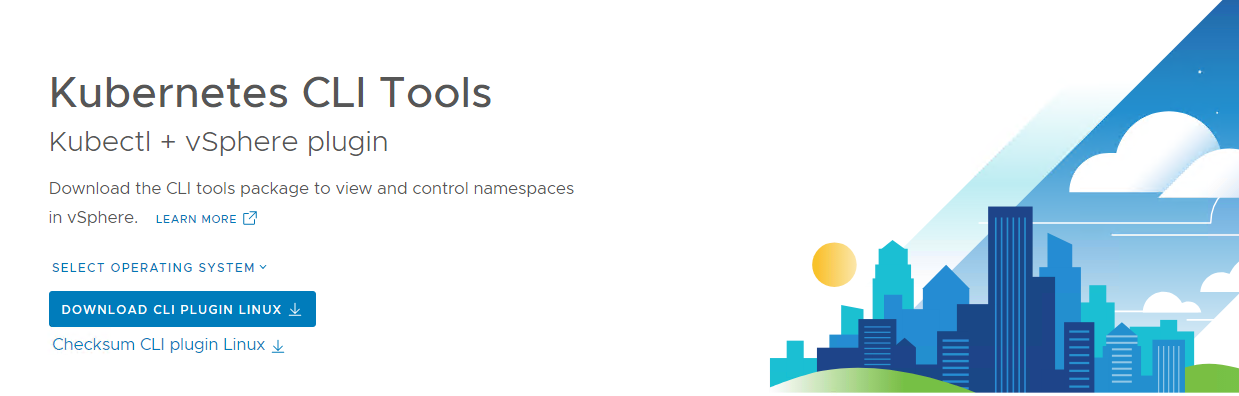 Kubernetes CLI Tools
Kubectl + vSphere plugin
Download the CLI tools package to view and control namespaces
in vSphere. LEARN MORE
SELECT OPERATING SYSTEM
DOWNLOAD CLI PLUGIN LINUX
Checksum CLI plugin Linux